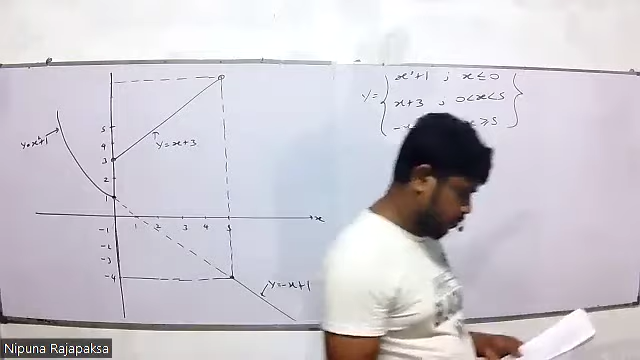 y=x²+1
y=x+3
5
4
3
2
1
-1
-2
-3
-4
1 2 3 4 5
x
y=-x+1
y=
x²+1 ; x≤0
x+3 ; 0<x<5
-x x≥5
Nipuna Rajapaksa